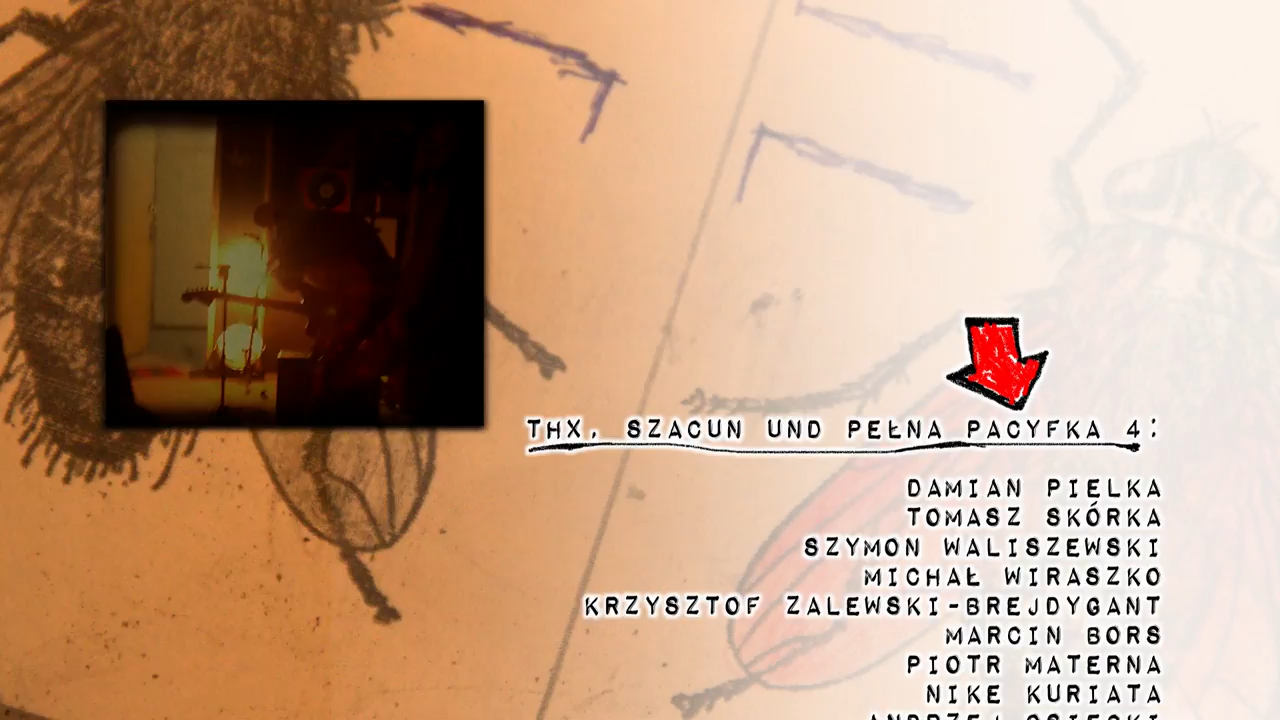 THX, SZACUN UND PEŁNA PACYFKA 4:
DAMIAN PIELKA
TOMASZ SKÓRKA
SZYMON WALISZEWSKI
MICHAŁ WIRASZKO
KRZYSZTOF ZALEWSKI-BREJDYGANT
MARCIN BORS
PIOTR MATERNA
NIKE KURIATA